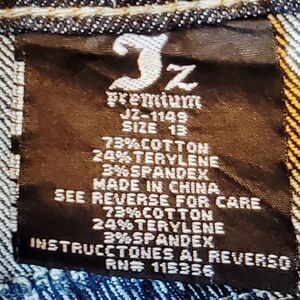 Jz
premium
JZ-1149
SIZE 13
73%COTTON
24%TERYLENE
3%SPANDEX
MADE IN CHINA
SEE REVERSE FOR CARE
73%COTTON
24%TERYLENE
3%SPANDEX
INSTRUCCTONES AL REVERSO
RN# 115356